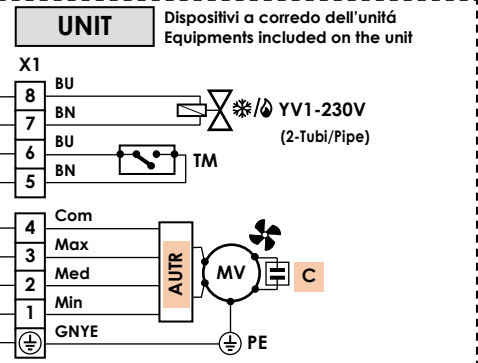 UNIT
Dispositivi a corredo dell'unitá
Equipments included on the unit
X1
8 BU
7 BN
YV1-230V
(2-Tubi/Pipe)
6 BU
5 BN
TM
4 Com
3 Max
2 Med
1 Min
GNYE
AUTR
MV
C
PE